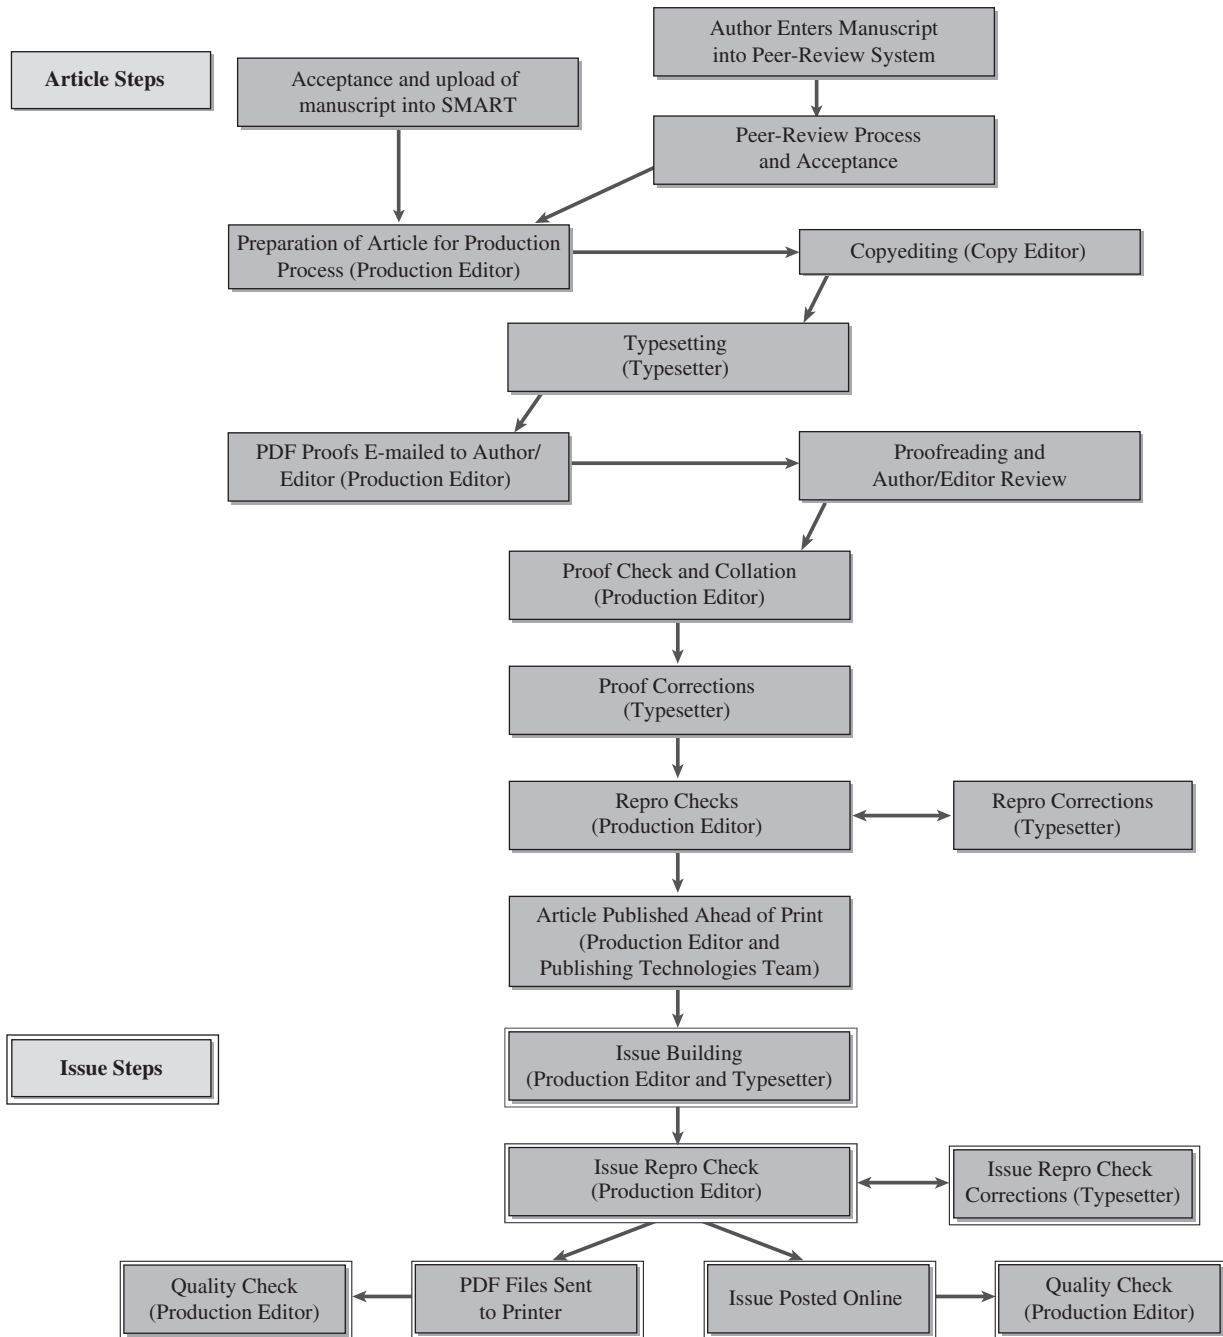 Author Enters Manuscript
into Peer-Review System
Article Steps
Acceptance and upload of
manuscript into SMART
Peer-Review Process
and Acceptance
Preparation of Article for Production
Process (Production Editor)
Copyediting (Copy Editor)
Typesetting
(Typesetter)
PDF Proofs E-mailed to Author/
Editor (Production Editor)
Proofreading and
Author/Editor Review
Proof Check and Collation
(Production Editor)
Proof Corrections
(Typesetter)
Repro Checks
(Production Editor)
Repro Corrections
(Typesetter)
Article Published Ahead of Print
(Production Editor and
Publishing Technologies Team)
Issue Steps
Issue Building
(Production Editor and Typesetter)
Issue Repro Check
(Production Editor)
Issue Repro Check
Corrections (Typesetter)
Quality Check
(Production Editor)
PDF Files Sent
to Printer
Issue Posted Online
Quality Check
(Production Editor)